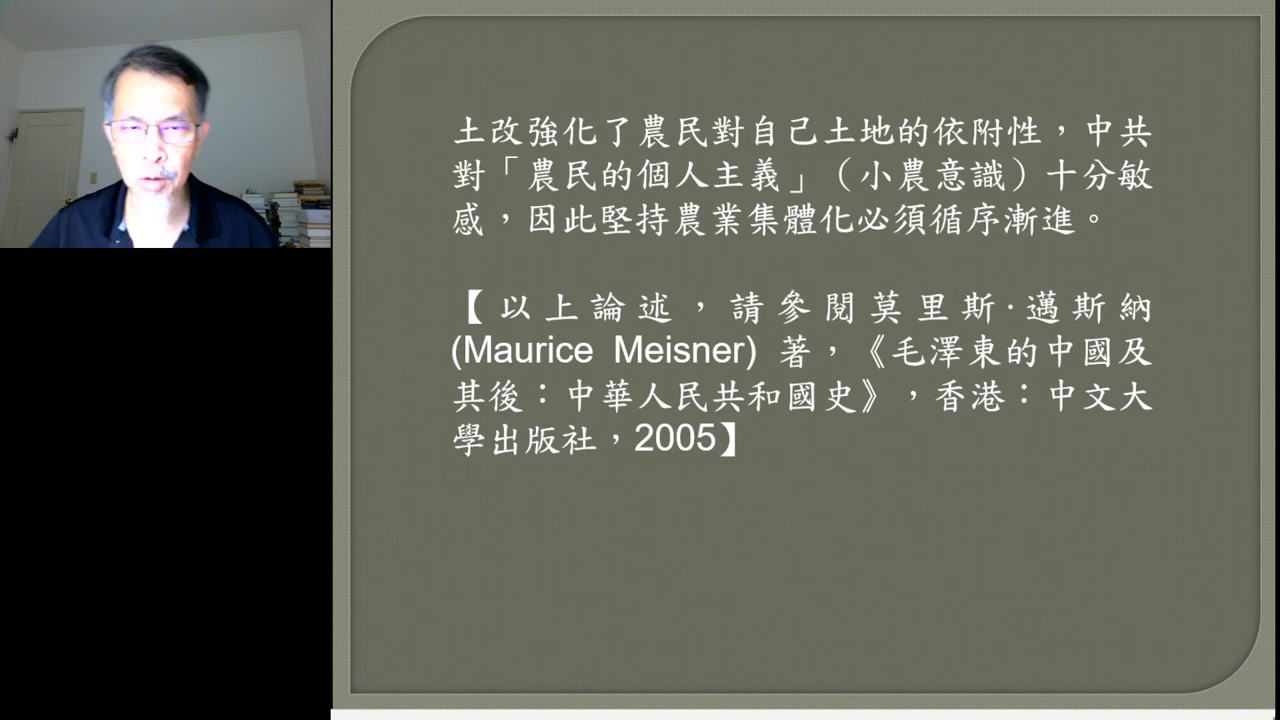 土改強化了農民對自己土地的依附性，中共
對「農民的個人主義」（小農意識）十分敏
感，因此堅持農業集體化必須循序漸進。
【以上論述，請參閱莫里斯·邁斯納
(Maurice Meisner) 著，《毛澤東的中國及
其後：中華人民共和國史》，香港：中文大
學出版社，2005】